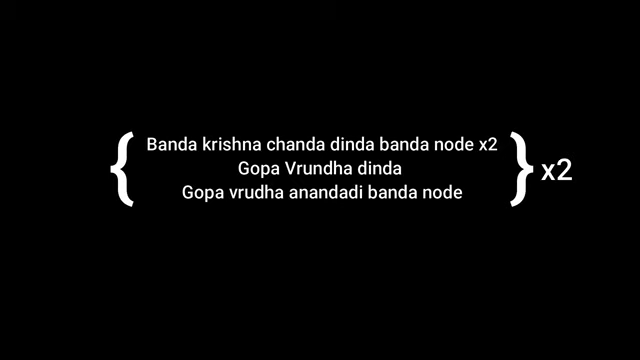 { Banda krishna chanda dinda banda node x2
Gopa Vrundha dinda
Gopa vrudha anandadi banda node } x2